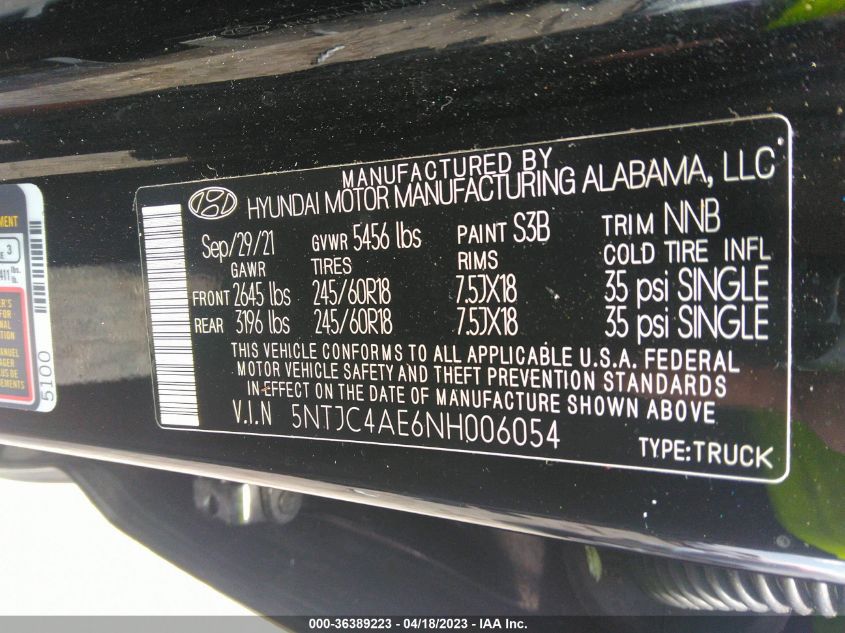 MANUFACTURED BY
HYUNDAI MOTOR MANUFACTURING ALABAMA, LLC
Sep/29/21 GVWR 5456 lbs PAINT S3B TRIM NNB
GAWR TIRES RIMS COLD TIRE INFL
FRONT 2645 lbs 245/60R18 7.5JX18 35 psi SINGLE
REAR 3196 lbs 245/60R18 7.5JX18 35 psi SINGLE
THIS VEHICLE CONFORMS TO ALL APPLICABLE U.S.A. FEDERAL
MOTOR VEHICLE SAFETY AND THEFT PREVENTION STANDARDS
IN EFFECT ON THE DATE OF MANUFACTURE SHOWN ABOVE
V.I.N 5NTJC4AE6NH006054
TYPE:TRUCK
3
5100
000-36389223 - 04/18/2023 - IAA Inc.